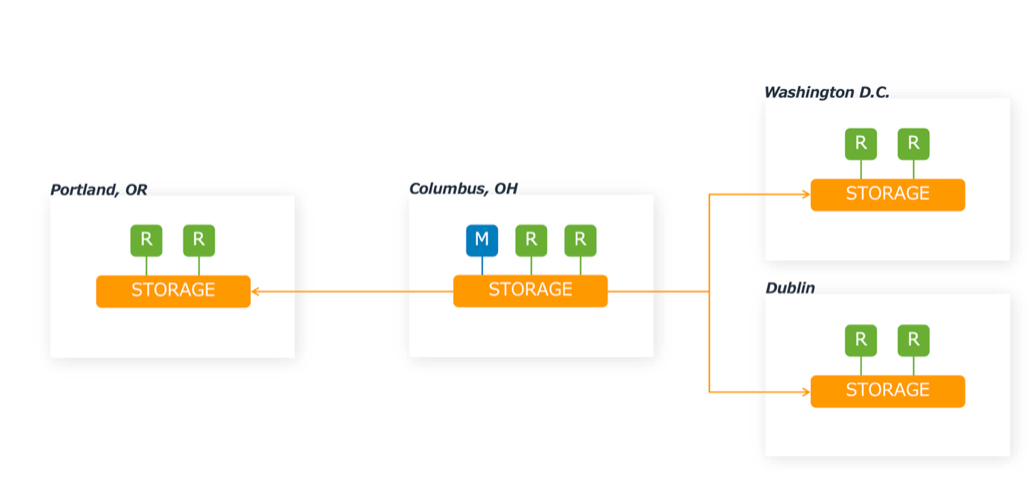 Portland, OR
R R
STORAGE
Columbus, OH
M R R
STORAGE
Washington D.C.
R R
STORAGE
Dublin
R R
STORAGE